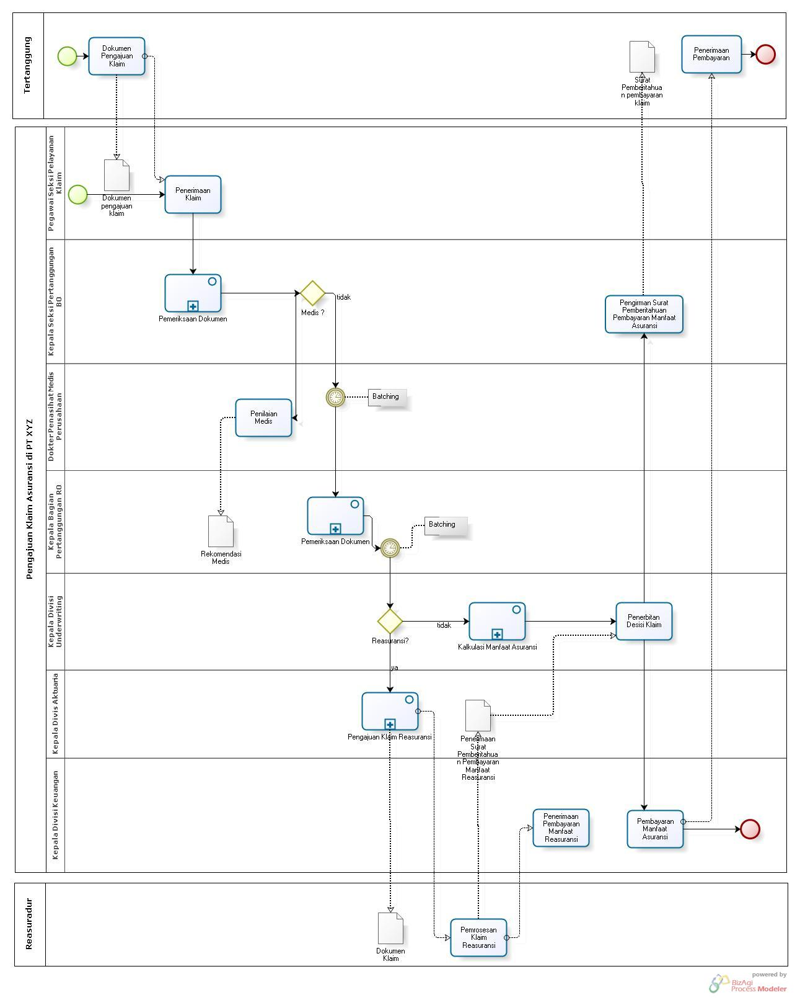 Tertanggung
Dokumen
Pengajuan
Klaim
Surat
Pemberitahua
n pembayaran
klaim
Penerimaan
Pembayaran
Pengajuan Klaim Asuransi di PT XYZ
Pegawai Seksi Pelayanan
Klaim
Dokumen
pengajuan
klaim
Penerimaan
Klaim
Kepala Seksi Pertanggungan
BO
Pemeriksaan Dokumen
Medis ?
tidak
Pengirman Surat
Pemberitahuan
Pembayaran Manfaat
Asuransi
Dokter Penasihat Medis
Perusahaan
Penilaian
Medis
Batching
Kepala Bagian
Pertanggungan RO
Rekomendasi
Medis
Pemeriksaan Dokumen
Batching
Kepala Divisi
Underwriting
Reasuransi?
tidak
ya
Kalkulasi Manfaat Asuransi
Penerbitan
Desisi Klaim
Kepala Divis Aktuaria
Pengajuan Klaim Reasuransi
Penerimaan
Surat
Pemberitahua
n Pembayaran
Manfaat
Reasuransi
Kepala Divisi Keuangan
Penerimaan
Pembayaran
Manfaat
Reasuransi
Pembayaran
Manfaat
Asuransi
Reasuradur
Dokumen
Klaim
Pemrosesan
Klaim
Reasuransi
powered by
BizAgi
Process Modeler